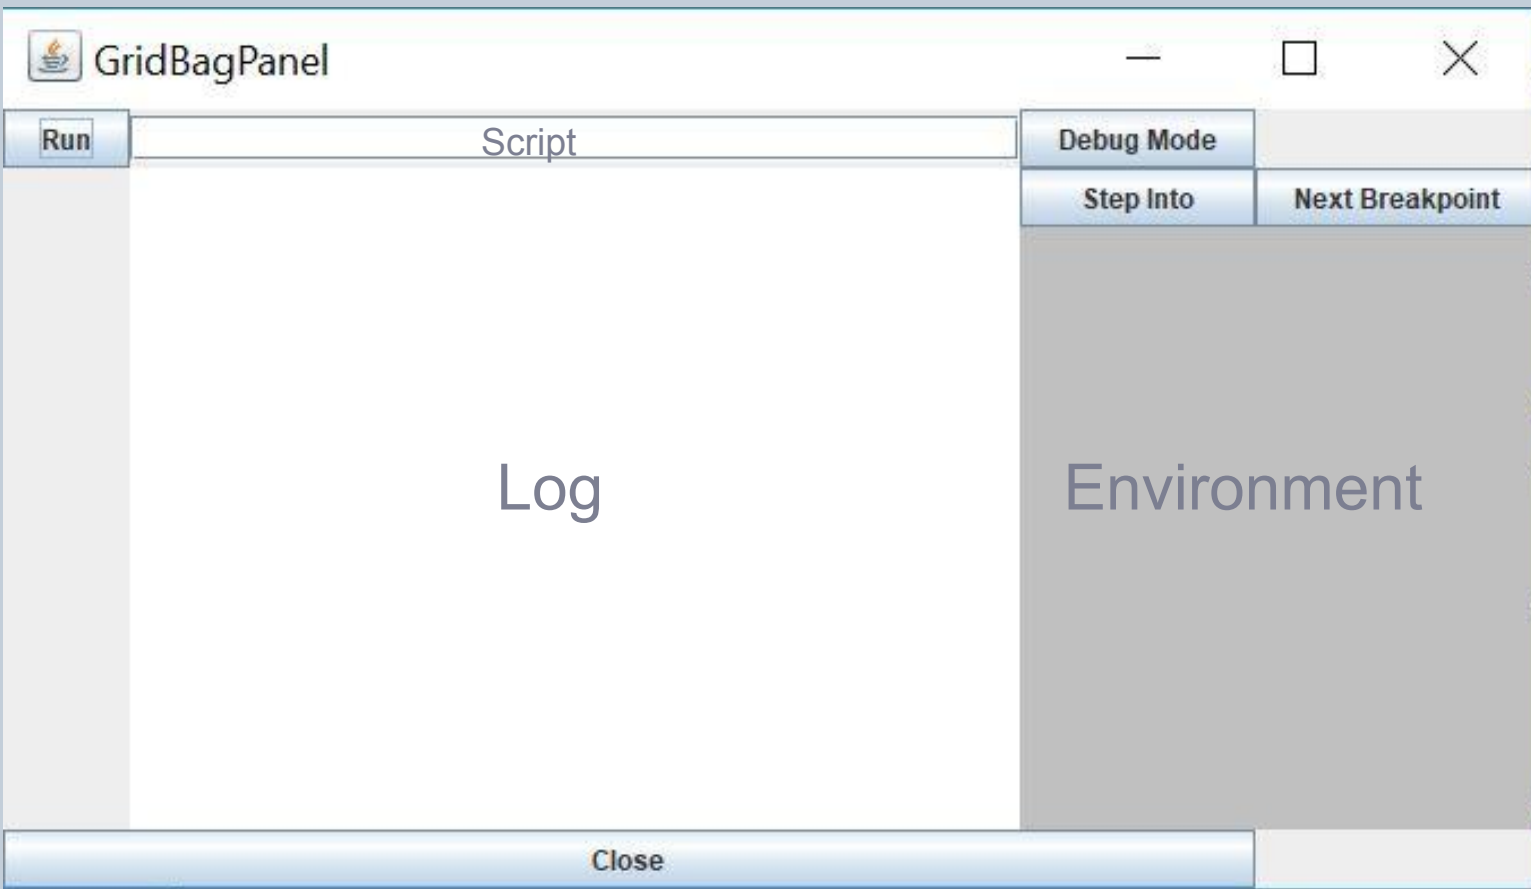 GridBagPanel
Run Script Debug Mode
Step Into Next Breakpoint
Log Environment
Close